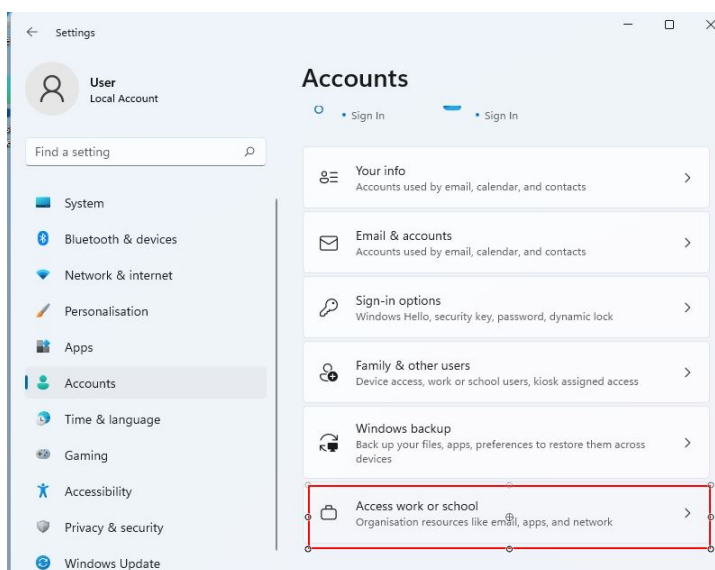 Settings
User
Local Account
Find a setting
System
Bluetooth & devices
Network & internet
Personalisation
Apps
Accounts
Time & language
Gaming
Accessibility
Privacy & security
Windows Update
Accounts
• Sign In • Sign In
Your info
Accounts used by email, calendar, and contacts
Email & accounts
Accounts used by email, calendar, and contacts
Sign-in options
Windows Hello, security key, password, dynamic lock
Family & other users
Device access, work or school users, kiosk assigned access
Windows backup
Back up your files, apps, preferences to restore them across
devices
Access work or school
Organisation resources like email, apps, and network